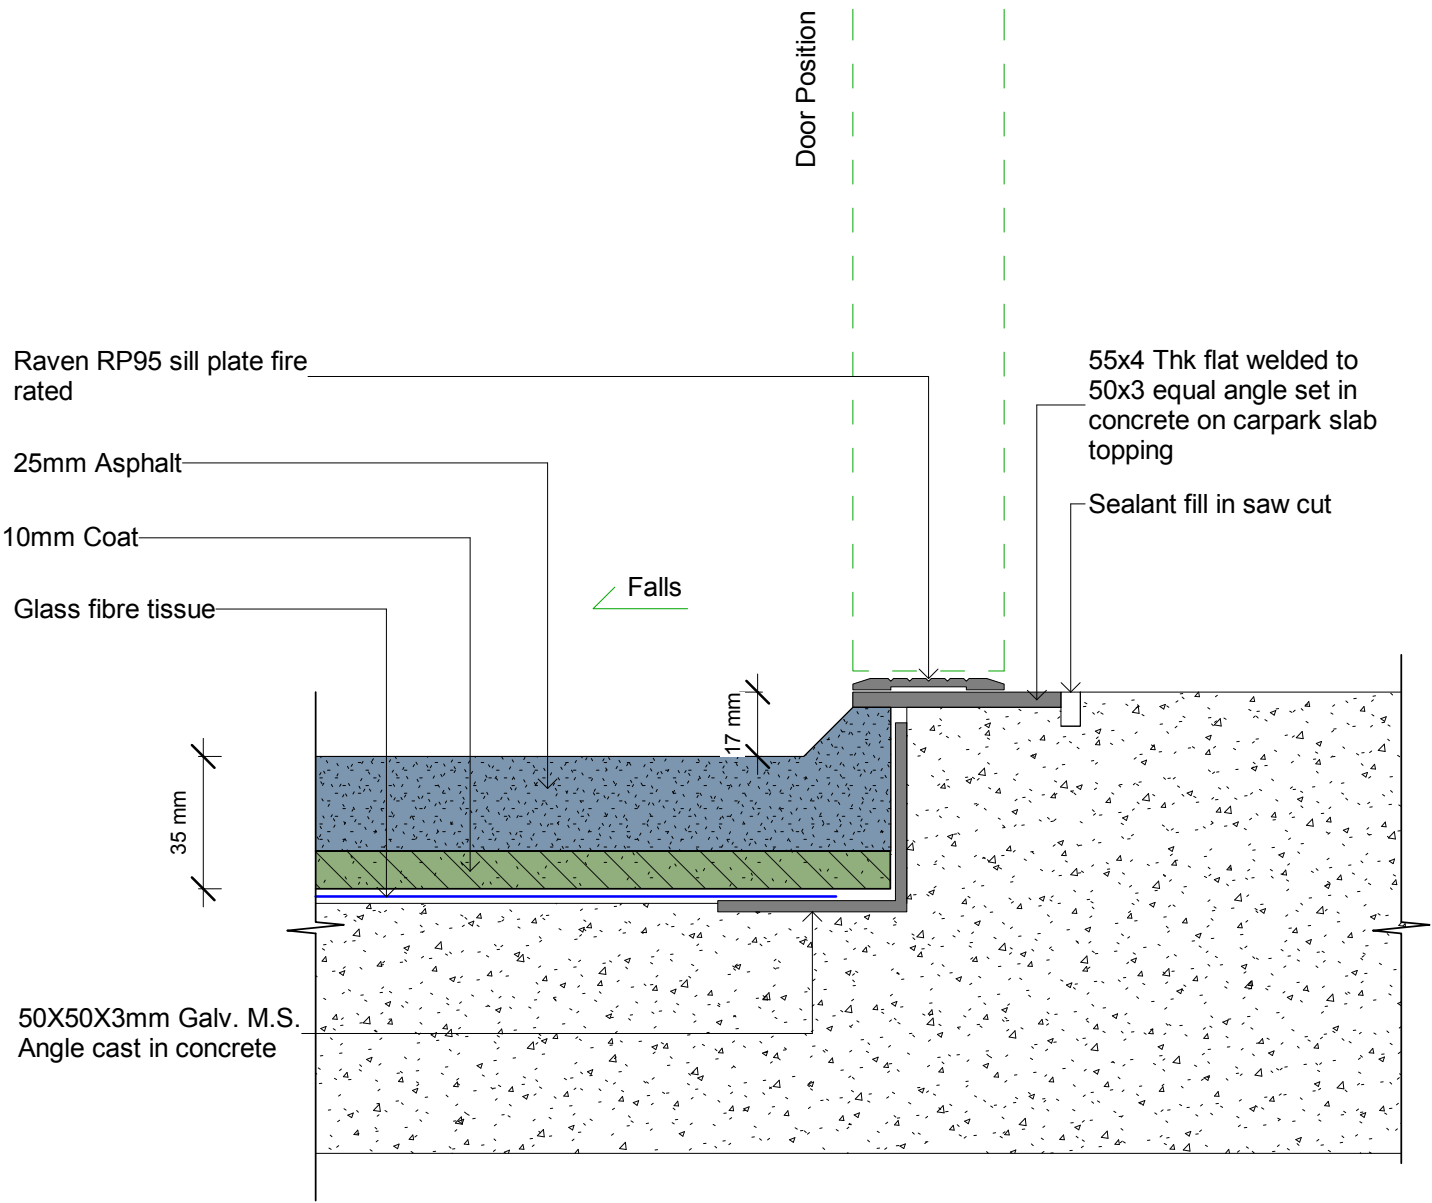 Door Position
Raven RP95 sill plate fire
rated
25mm Asphalt
10mm Coat
Glass fibre tissue
55x4 Thk flat welded to
50x3 equal angle set in
concrete on carpark slab
topping
Sealant fill in saw cut
Falls
17 mm
35 mm
50X50X3mm Galv. M.S.
Angle cast in concrete